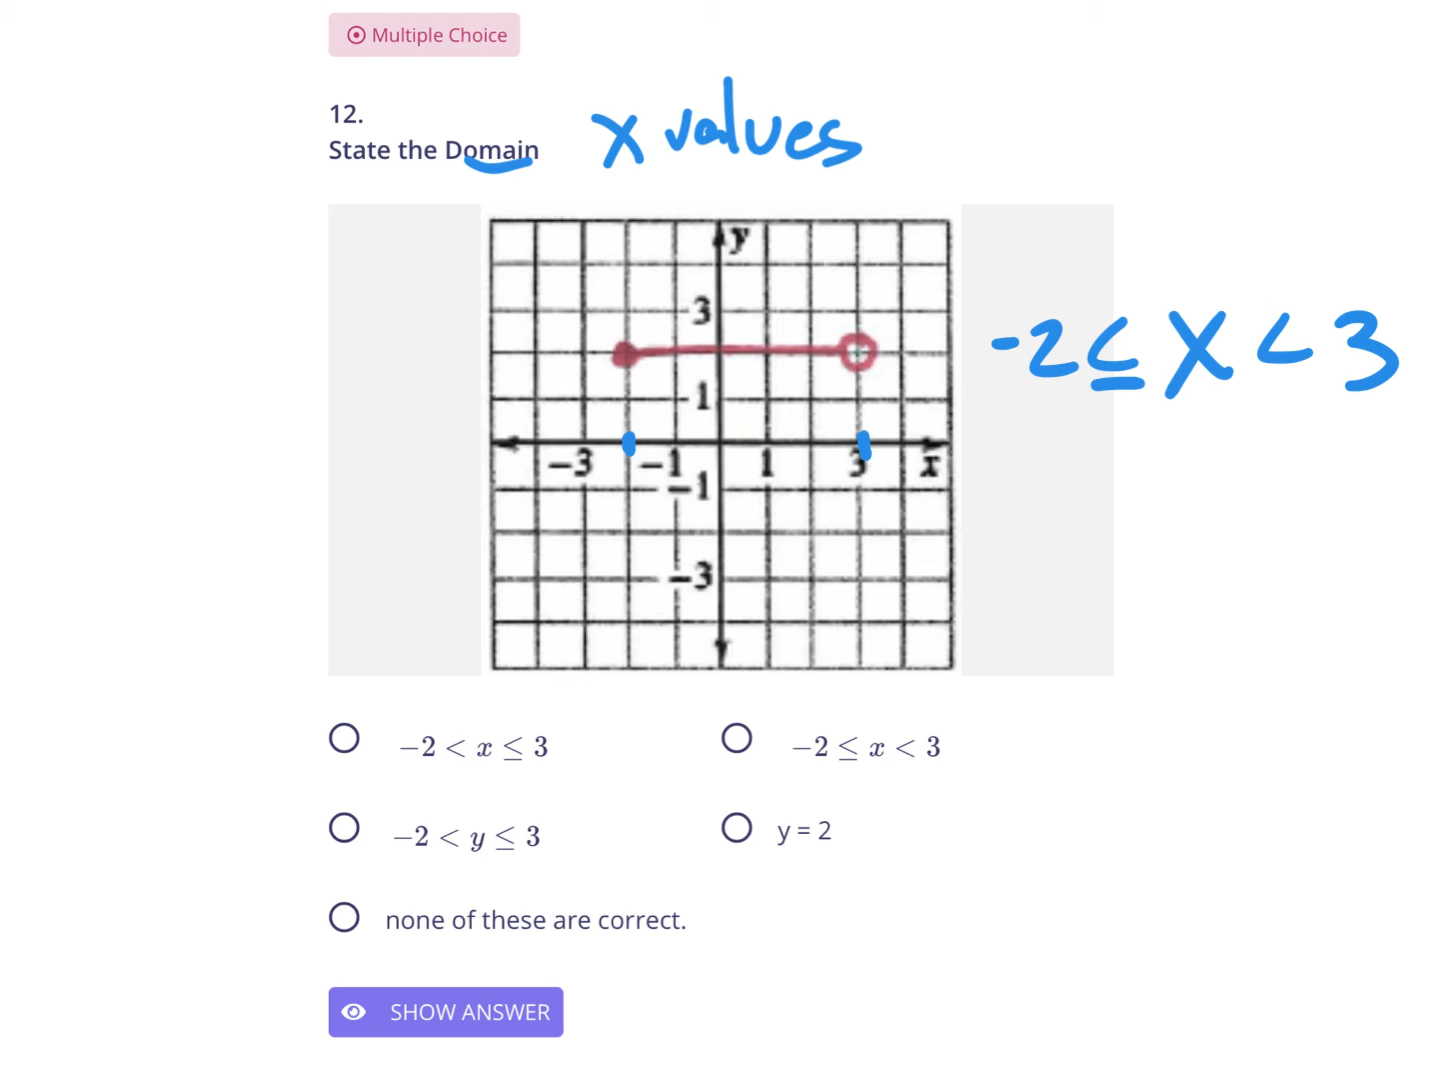 Multiple Choice
12.
State the Domain
x values
y
3
1
-3 -1 1 3 x
-1
-3
-2 ≤ x < 3
−2 < x ≤ 3
−2 ≤ x < 3
−2 < y ≤ 3
y = 2
none of these are correct.
SHOW ANSWER